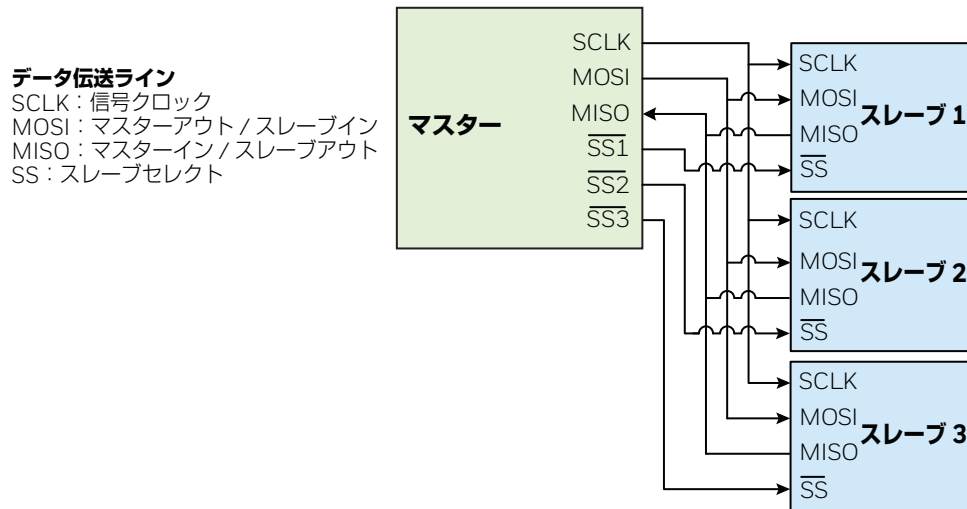 データ伝送ライン
SCLK：信号クロック
MOSI：マスターアウト / スレーブイン
MISO：マスターイン / スレーブアウト
SS：スレーブセレクト
マスター
SCLK
MOSI
MISO
SS1
SS2
SS3
SCLK
MOSI
MISO
SS
スレーブ 1
SCLK
MOSI
MISO
SS
スレーブ 2
SCLK
MOSI
MISO
SS
スレーブ 3